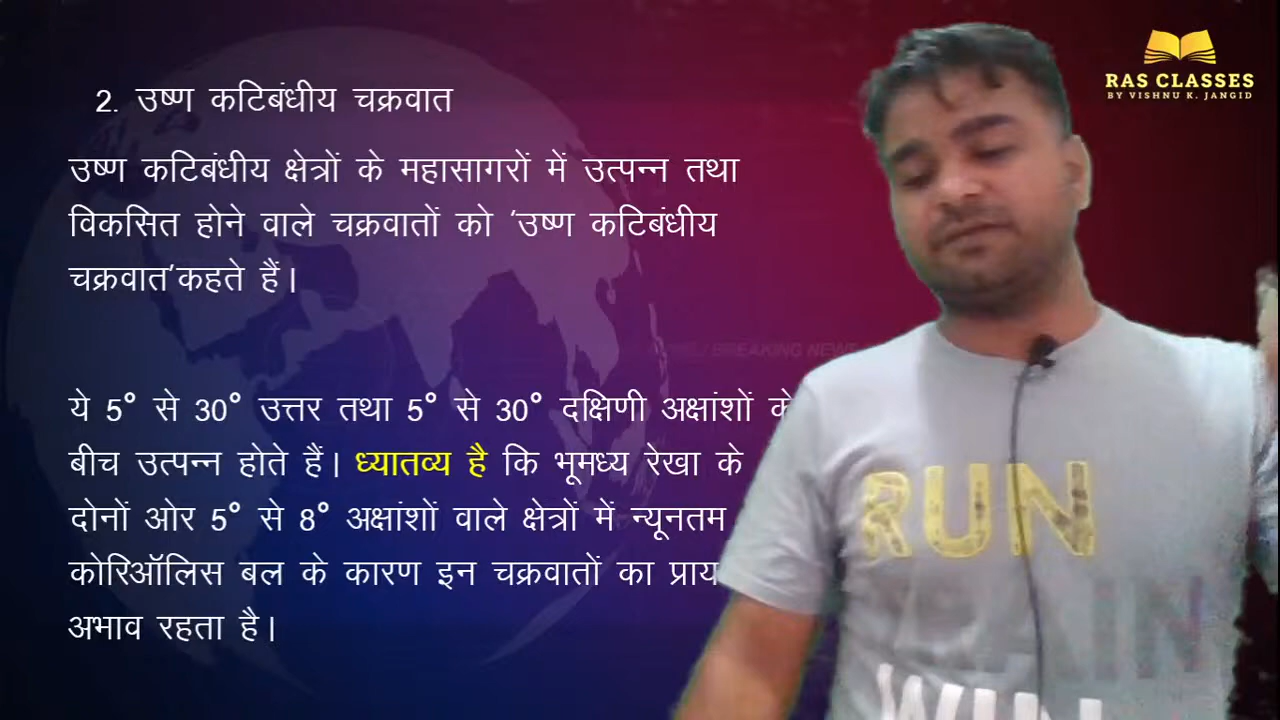 2. उष्ण कटिबंधीय चक्रवात
RAS CLASSES
BY VISHNU K. JANGID
उष्ण कटिबंधीय क्षेत्रों के महासागरों में उत्पन्न तथा
विकसित होने वाले चक्रवातों को 'उष्ण कटिबंधीय
चक्रवात'कहते हैं।
BREAKING NEWS
ये 5° से 30° उत्तर तथा 5° से 30° दक्षिणी अक्षांशों के
बीच उत्पन्न होते हैं। ध्यातव्य है कि भूमध्य रेखा के
दोनों ओर 5° से 8° अक्षांशों वाले क्षेत्रों में न्यूनतम
कोरिऑलिस बल के कारण इन चक्रवातों का प्राय
अभाव रहता है।
RUN